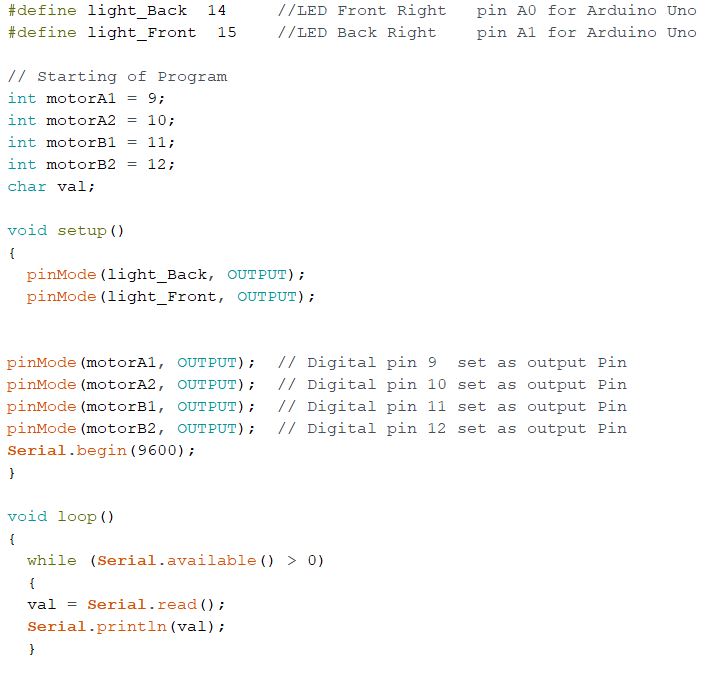 #define light_Back  14     //LED Front Right   pin A0 for Arduino Uno
#define light_Front  15    //LED Back Right    pin A1 for Arduino Uno
// Starting of Program
int motorA1 = 9;
int motorA2 = 10;
int motorB1 = 11;
int motorB2 = 12;
char val;
void setup()
{
  pinMode(light_Back, OUTPUT);
  pinMode(light_Front, OUTPUT);
pinMode(motorA1, OUTPUT);  // Digital pin 9  set as output Pin
pinMode(motorA2, OUTPUT);  // Digital pin 10 set as output Pin
pinMode(motorB1, OUTPUT);  // Digital pin 11 set as output Pin
pinMode(motorB2, OUTPUT);  // Digital pin 12 set as output Pin
Serial.begin(9600);
}
void loop()
{
  while (Serial.available() > 0)
  {
  val = Serial.read();
  Serial.println(val);
  }